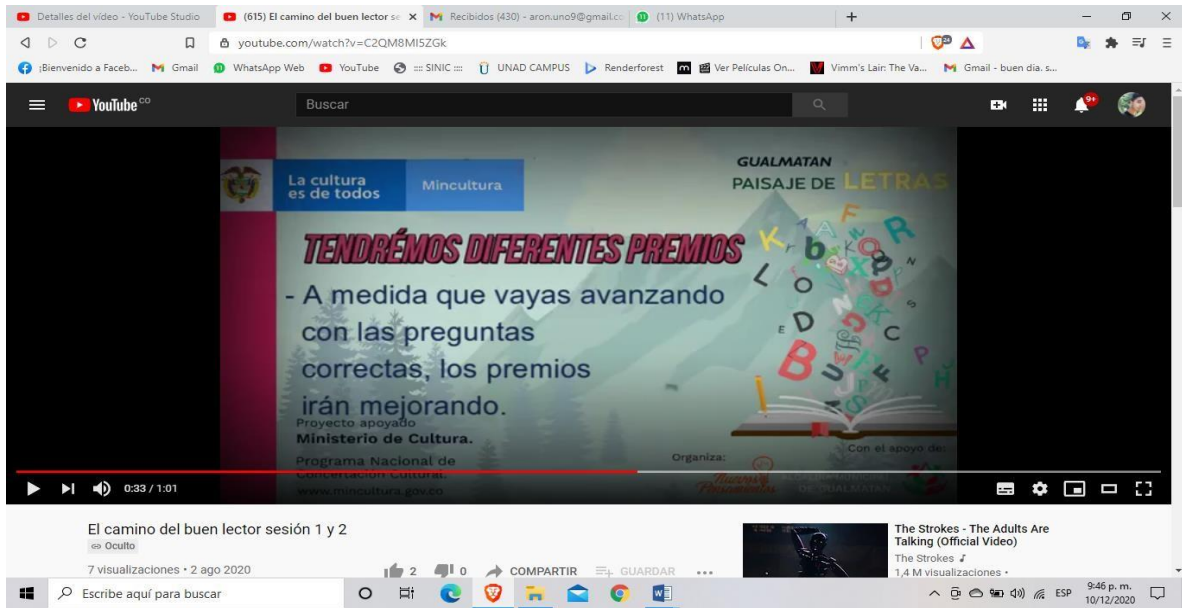 Detalles del vídeo - YouTube Studio
(615) El camino del buen lector se
Recibidos (430) - aron.uno9@gmail.co
(11) WhatsApp
youtube.com/watch?v=C2QM8MI5ZGk
¡Bienvenido a Faceb...
Gmail
WhatsApp Web
YouTube
:::: SINIC ::::
UNAD CAMPUS
Renderforest
Ver Películas On...
Vimm's Lair: The Va...
Gmail - buen dia. s...
YouTube CO
Buscar
9+
La cultura
es de todos
Mincultura
GUALMATAN
PAISAJE DE LETRAS
TENDRÉMOS DIFERENTES PREMIOS
- A medida que vayas avanzando
con las preguntas
correctas, los premios
irán mejorando.
Proyecto apoyado
Ministerio de Cultura.
Programa Nacional de
Concertación Cultural.
www.mincultura.gov.co
Organiza:
Nuevos
Pensamientos
Con el apoyo de:
DE GUALMATAN
0:33 / 1:01
El camino del buen lector sesión 1 y 2
Oculto
7 visualizaciones • 2 ago 2020
2
0
COMPARTIR
GUARDAR
The Strokes - The Adults Are
Talking (Official Video)
The Strokes
1,4 M visualizaciones •
Escribe aquí para buscar
ESP
9:46 p. m.
10/12/2020